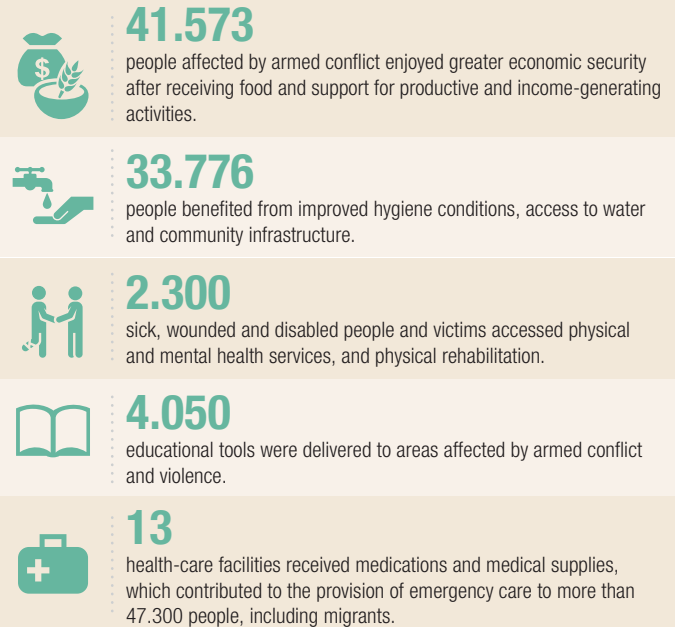 41.573
people affected by armed conflict enjoyed greater economic security
after receiving food and support for productive and income-generating
activities.
33.776
people benefited from improved hygiene conditions, access to water
and community infrastructure.
2.300
sick, wounded and disabled people and victims accessed physical
and mental health services, and physical rehabilitation.
4.050
educational tools were delivered to areas affected by armed conflict
and violence.
13
health-care facilities received medications and medical supplies,
which contributed to the provision of emergency care to more than
47.300 people, including migrants.